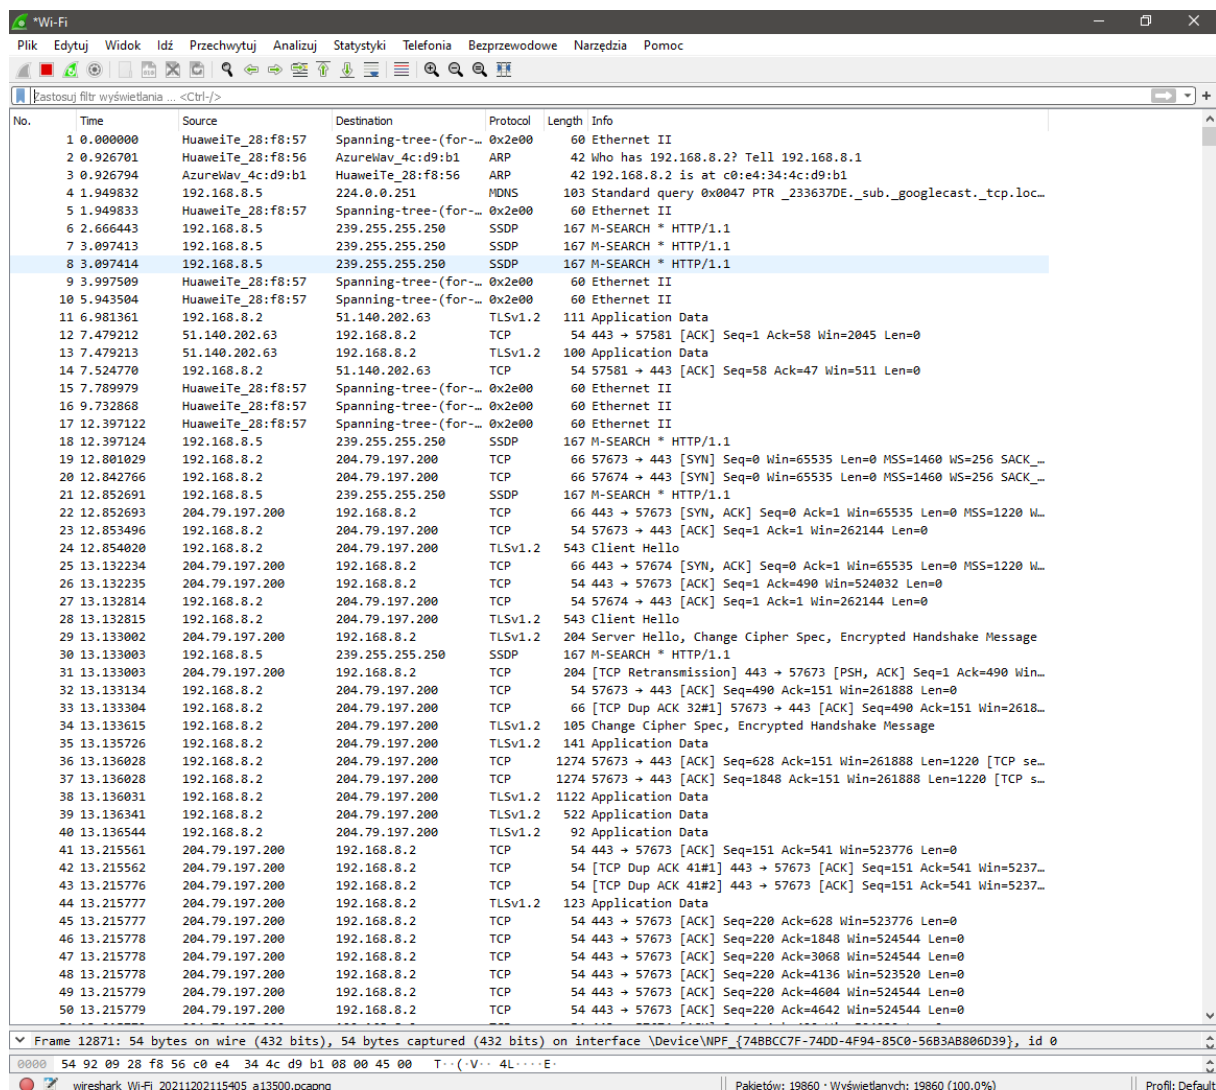 *Wi-Fi
Plik Edytuj Widok Idź Przechwytuj Analizuj Statystyki Telefonia Bezprzewodowe Narzędzia Pomoc
Zastosuj filtr wyświetlania ... <Ctrl-/>
No. Time Source Destination Protocol Length Info
1 0.000000 HuaweiTe_28:f8:57 Spanning-tree-(for-… 0x2e00 60 Ethernet II
2 0.926701 HuaweiTe_28:f8:56 AzureWav_4c:d9:b1 ARP 42 Who has 192.168.8.2? Tell 192.168.8.1
3 0.926794 AzureWav_4c:d9:b1 HuaweiTe_28:f8:56 ARP 42 192.168.8.2 is at c0:e4:34:4c:d9:b1
4 1.949832 192.168.8.5 224.0.0.251 MDNS 103 Standard query 0x0047 PTR _233637DE._sub._googlecast._tcp.loc…
5 1.949833 HuaweiTe_28:f8:57 Spanning-tree-(for-… 0x2e00 60 Ethernet II
6 2.666443 192.168.8.5 239.255.255.250 SSDP 167 M-SEARCH * HTTP/1.1
7 3.097413 192.168.8.5 239.255.255.250 SSDP 167 M-SEARCH * HTTP/1.1
8 3.097414 192.168.8.5 239.255.255.250 SSDP 167 M-SEARCH * HTTP/1.1
9 3.997509 HuaweiTe_28:f8:57 Spanning-tree-(for-… 0x2e00 60 Ethernet II
10 5.943504 HuaweiTe_28:f8:57 Spanning-tree-(for-… 0x2e00 60 Ethernet II
11 6.981361 192.168.8.2 51.140.202.63 TLSv1.2 111 Application Data
12 7.479212 51.140.202.63 192.168.8.2 TCP 54 443 → 57581 [ACK] Seq=1 Ack=58 Win=2045 Len=0
13 7.479213 51.140.202.63 192.168.8.2 TLSv1.2 100 Application Data
14 7.524770 192.168.8.2 51.140.202.63 TCP 54 57581 → 443 [ACK] Seq=58 Ack=47 Win=511 Len=0
15 7.789979 HuaweiTe_28:f8:57 Spanning-tree-(for-… 0x2e00 60 Ethernet II
16 9.732868 HuaweiTe_28:f8:57 Spanning-tree-(for-… 0x2e00 60 Ethernet II
17 12.397122 HuaweiTe_28:f8:57 Spanning-tree-(for-… 0x2e00 60 Ethernet II
18 12.397124 192.168.8.5 239.255.255.250 SSDP 167 M-SEARCH * HTTP/1.1
19 12.801029 192.168.8.2 204.79.197.200 TCP 66 57673 → 443 [SYN] Seq=0 Win=65535 Len=0 MSS=1460 WS=256 SACK_…
20 12.842766 192.168.8.2 204.79.197.200 TCP 66 57674 → 443 [SYN] Seq=0 Win=65535 Len=0 MSS=1460 WS=256 SACK_…
21 12.852691 192.168.8.5 239.255.255.250 SSDP 167 M-SEARCH * HTTP/1.1
22 12.852693 204.79.197.200 192.168.8.2 TCP 66 443 → 57673 [SYN, ACK] Seq=0 Ack=1 Win=65535 Len=0 MSS=1220 W…
23 12.853496 192.168.8.2 204.79.197.200 TCP 54 57673 → 443 [ACK] Seq=1 Ack=1 Win=262144 Len=0
24 12.854020 192.168.8.2 204.79.197.200 TLSv1.2 543 Client Hello
25 13.132234 204.79.197.200 192.168.8.2 TCP 66 443 → 57674 [SYN, ACK] Seq=0 Ack=1 Win=65535 Len=0 MSS=1220 W…
26 13.132235 204.79.197.200 192.168.8.2 TCP 54 443 → 57673 [ACK] Seq=1 Ack=490 Win=524032 Len=0
27 13.132814 192.168.8.2 204.79.197.200 TCP 54 57674 → 443 [ACK] Seq=1 Ack=1 Win=262144 Len=0
28 13.132815 192.168.8.2 204.79.197.200 TLSv1.2 543 Client Hello
29 13.133002 204.79.197.200 192.168.8.2 TLSv1.2 204 Server Hello, Change Cipher Spec, Encrypted Handshake Message
30 13.133003 192.168.8.5 239.255.255.250 SSDP 167 M-SEARCH * HTTP/1.1
31 13.133003 204.79.197.200 192.168.8.2 TCP 204 [TCP Retransmission] 443 → 57673 [PSH, ACK] Seq=1 Ack=490 Win…
32 13.133134 192.168.8.2 204.79.197.200 TCP 54 57673 → 443 [ACK] Seq=490 Ack=151 Win=261888 Len=0
33 13.133304 192.168.8.2 204.79.197.200 TCP 66 [TCP Dup ACK 32#1] 57673 → 443 [ACK] Seq=490 Ack=151 Win=2618…
34 13.133615 192.168.8.2 204.79.197.200 TLSv1.2 105 Change Cipher Spec, Encrypted Handshake Message
35 13.135726 192.168.8.2 204.79.197.200 TLSv1.2 141 Application Data
36 13.136028 192.168.8.2 204.79.197.200 TCP 1274 57673 → 443 [ACK] Seq=628 Ack=151 Win=261888 Len=1220 [TCP se…
37 13.136028 192.168.8.2 204.79.197.200 TCP 1274 57673 → 443 [ACK] Seq=1848 Ack=151 Win=261888 Len=1220 [TCP s…
38 13.136031 192.168.8.2 204.79.197.200 TLSv1.2 1122 Application Data
39 13.136341 192.168.8.2 204.79.197.200 TLSv1.2 522 Application Data
40 13.136544 192.168.8.2 204.79.197.200 TLSv1.2 92 Application Data
41 13.215561 204.79.197.200 192.168.8.2 TCP 54 443 → 57673 [ACK] Seq=151 Ack=541 Win=523776 Len=0
42 13.215562 204.79.197.200 192.168.8.2 TCP 54 [TCP Dup ACK 41#1] 443 → 57673 [ACK] Seq=151 Ack=541 Win=5237…
43 13.215776 204.79.197.200 192.168.8.2 TCP 54 [TCP Dup ACK 41#2] 443 → 57673 [ACK] Seq=151 Ack=541 Win=5237…
44 13.215777 204.79.197.200 192.168.8.2 TLSv1.2 123 Application Data
45 13.215777 204.79.197.200 192.168.8.2 TCP 54 443 → 57673 [ACK] Seq=220 Ack=628 Win=523776 Len=0
46 13.215778 204.79.197.200 192.168.8.2 TCP 54 443 → 57673 [ACK] Seq=220 Ack=1848 Win=524544 Len=0
47 13.215778 204.79.197.200 192.168.8.2 TCP 54 443 → 57673 [ACK] Seq=220 Ack=3068 Win=524544 Len=0
48 13.215778 204.79.197.200 192.168.8.2 TCP 54 443 → 57673 [ACK] Seq=220 Ack=4136 Win=523520 Len=0
49 13.215779 204.79.197.200 192.168.8.2 TCP 54 443 → 57673 [ACK] Seq=220 Ack=4604 Win=524544 Len=0
50 13.215779 204.79.197.200 192.168.8.2 TCP 54 443 → 57673 [ACK] Seq=220 Ack=4642 Win=524544 Len=0
Frame 12871: 54 bytes on wire (432 bits), 54 bytes captured (432 bits) on interface \Device\NPF_{74BBCC7F-74DD-4F94-85C0-56B3AB806D39}, id 0
0000 54 92 09 28 f8 56 c0 e4 34 4c d9 b1 08 00 45 00 T··(·V·· 4L····E·
wireshark_Wi-Fi_20211202115405_a13500.pcapng Pakietów: 19860 · Wyświetlanych: 19860 (100.0%) Profil: Default